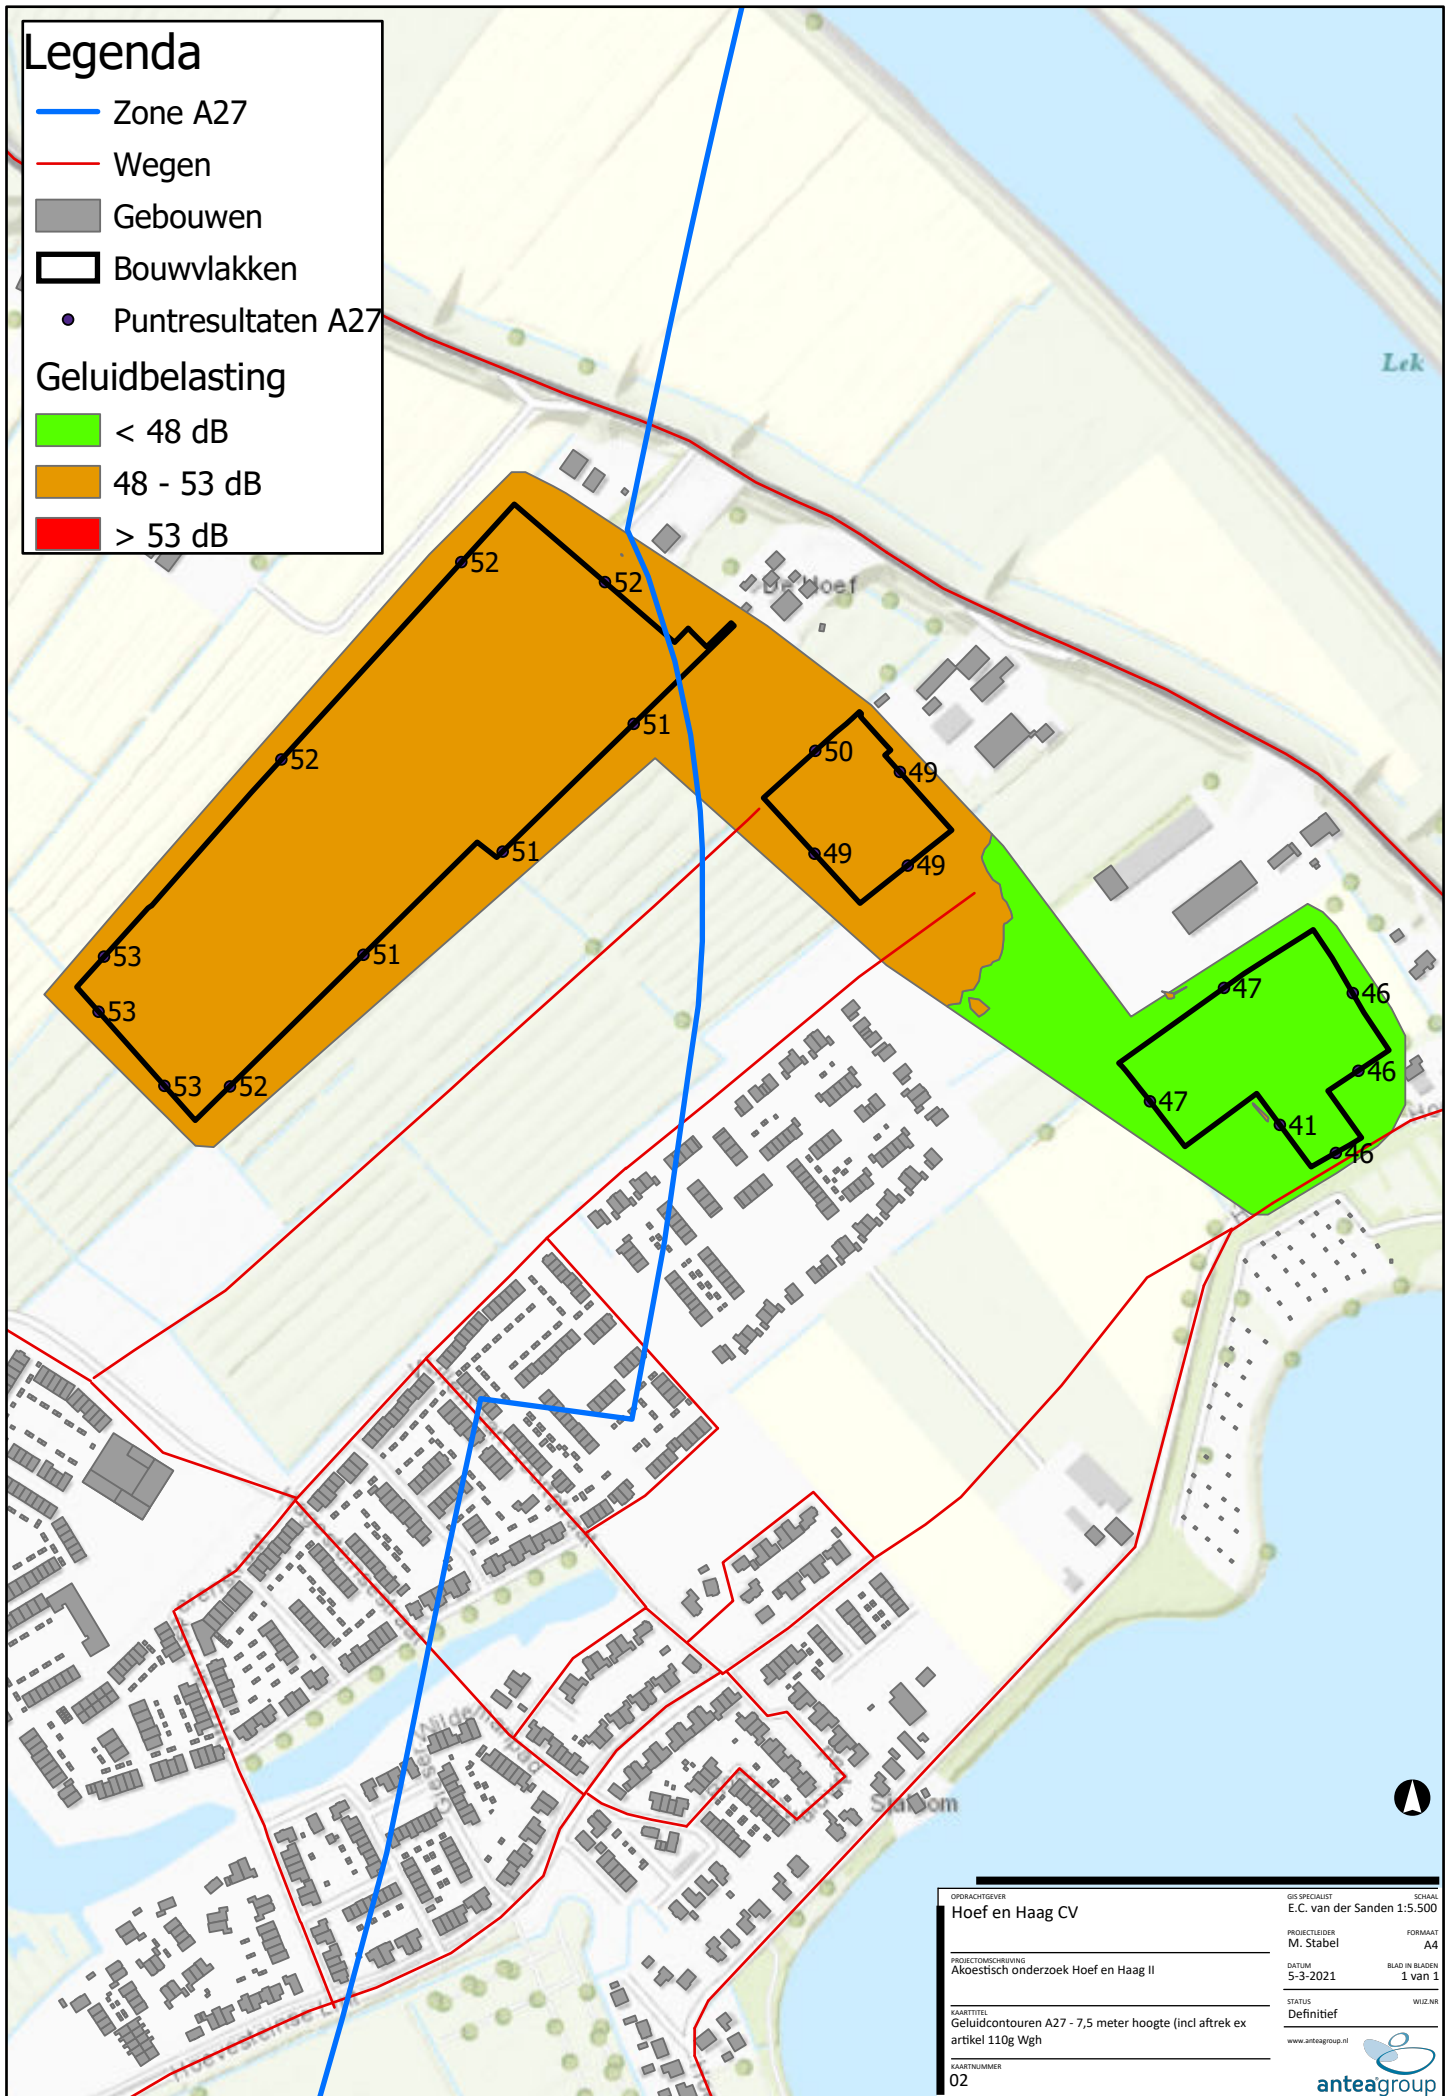 Legenda
Zone A27
Wegen
Gebouwen
Bouwvlakken
Puntresultaten A27
Geluidbelasting
< 48 dB
48 - 53 dB
> 53 dB
Lek
De Hoef
52
52
52
51
50
49
49
49
51
51
53
53
53
52
47
46
46
47
41
46
OPDRACHTGEVER
Hoef en Haag CV
GIS SPECIALIST
SCHAAL
E.C. van der Sanden 1:5.500
PROJECTLEIDER
FORMAAT
M. Stabel
A4
PROJECTOMSCHRIJVING
Akoestisch onderzoek Hoef en Haag II
DATUM
BLAD IN BLADEN
5-3-2021
1 van 1
STATUS
WIJZ.NR
Definitief
KAARTTITEL
Geluidcontouren A27 - 7,5 meter hoogte (incl aftrek ex
artikel 110g Wgh
www.anteagroup.nl
KAARTNUMMER
02
anteagroup